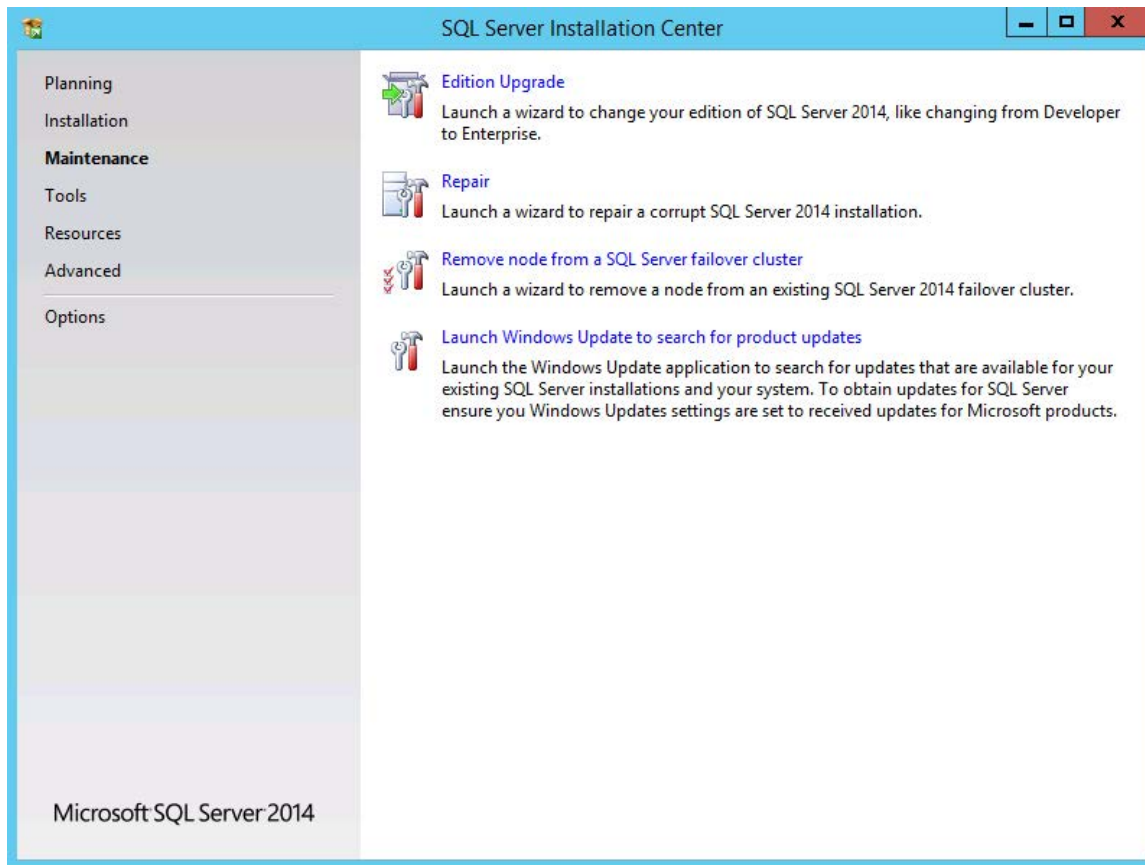 SQL Server Installation Center
Planning
Installation
Maintenance
Tools
Resources
Advanced
Options
Edition Upgrade
Launch a wizard to change your edition of SQL Server 2014, like changing from Developer
to Enterprise.
Repair
Launch a wizard to repair a corrupt SQL Server 2014 installation.
Remove node from a SQL Server failover cluster
Launch a wizard to remove a node from an existing SQL Server 2014 failover cluster.
Launch Windows Update to search for product updates
Launch the Windows Update application to search for updates that are available for your
existing SQL Server installations and your system. To obtain updates for SQL Server
ensure you Windows Updates settings are set to received updates for Microsoft products.
Microsoft SQL Server 2014